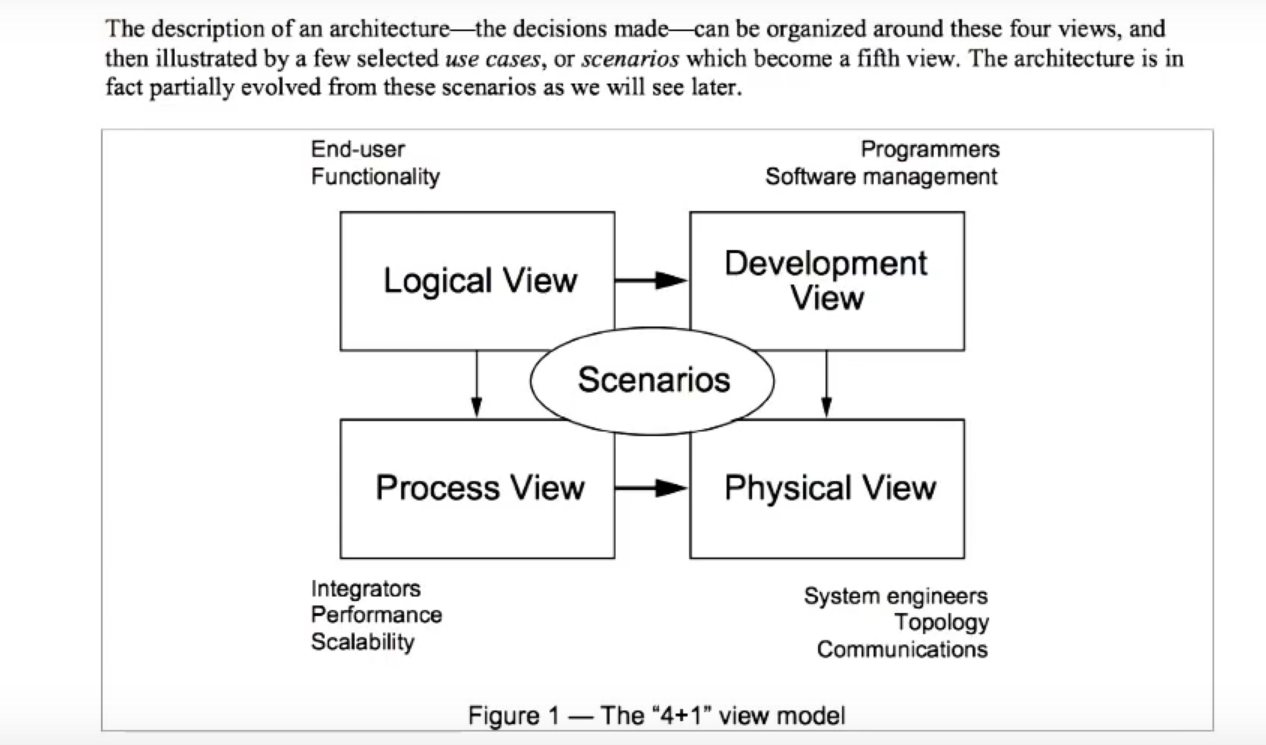 The description of an architecture—the decisions made—can be organized around these four views, and
then illustrated by a few selected use cases, or scenarios which become a fifth view. The architecture is in
fact partially evolved from these scenarios as we will see later.
End-user
Functionality
Programmers
Software management
Logical View
Development
View
Scenarios
Process View
Physical View
Integrators
Performance
Scalability
System engineers
Topology
Communications
Figure 1 — The “4+1” view model